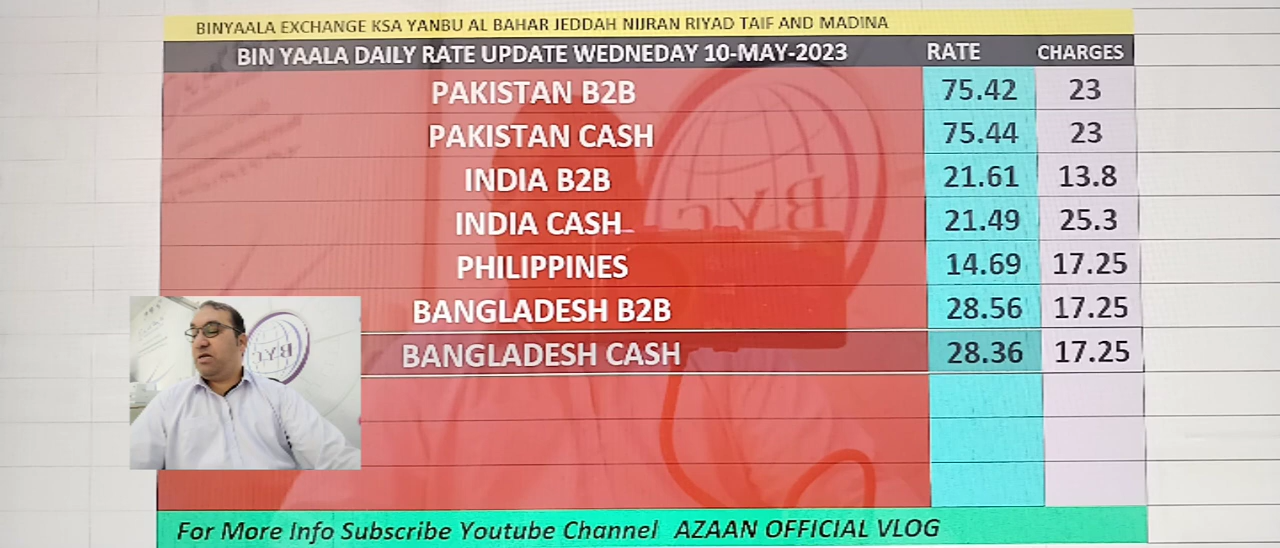 BINYAALA EXCHANGE KSA YANBU AL BAHAR JEDDAH NIJRAN RIYAD TAIF AND MADINA
BIN YAALA DAILY RATE UPDATE WEDNEDAY 10-MAY-2023 RATE CHARGES
PAKISTAN B2B 75.42 23
PAKISTAN CASH 75.44 23
INDIA B2B 21.61 13.8
INDIA CASH 21.49 25.3
PHILIPPINES 14.69 17.25
BANGLADESH B2B 28.56 17.25
BANGLADESH CASH 28.36 17.25
BYC
BYC
For More Info Subscribe Youtube Channel AZAAN OFFICIAL VLOG